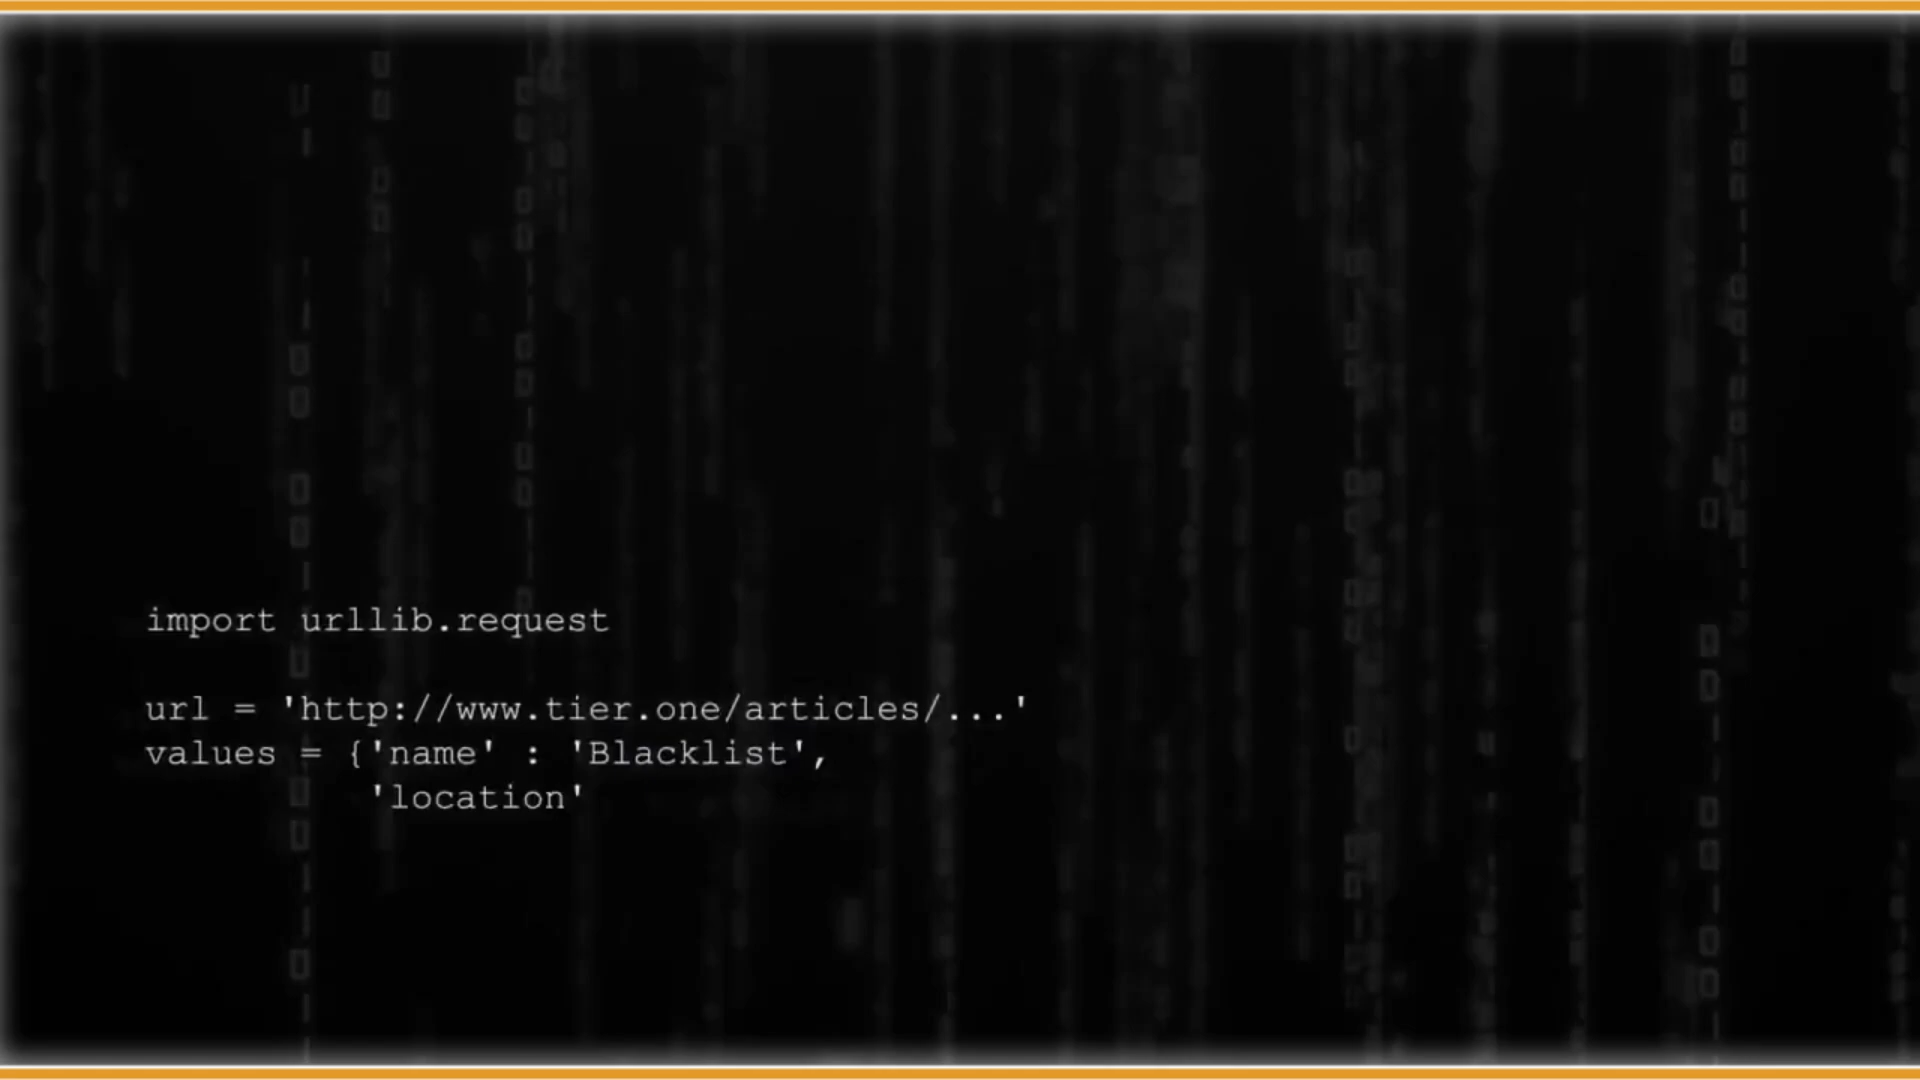 import urllib.request
url = 'http://www.tier.one/articles/...'
values = {'name' : 'Blacklist',
'location'